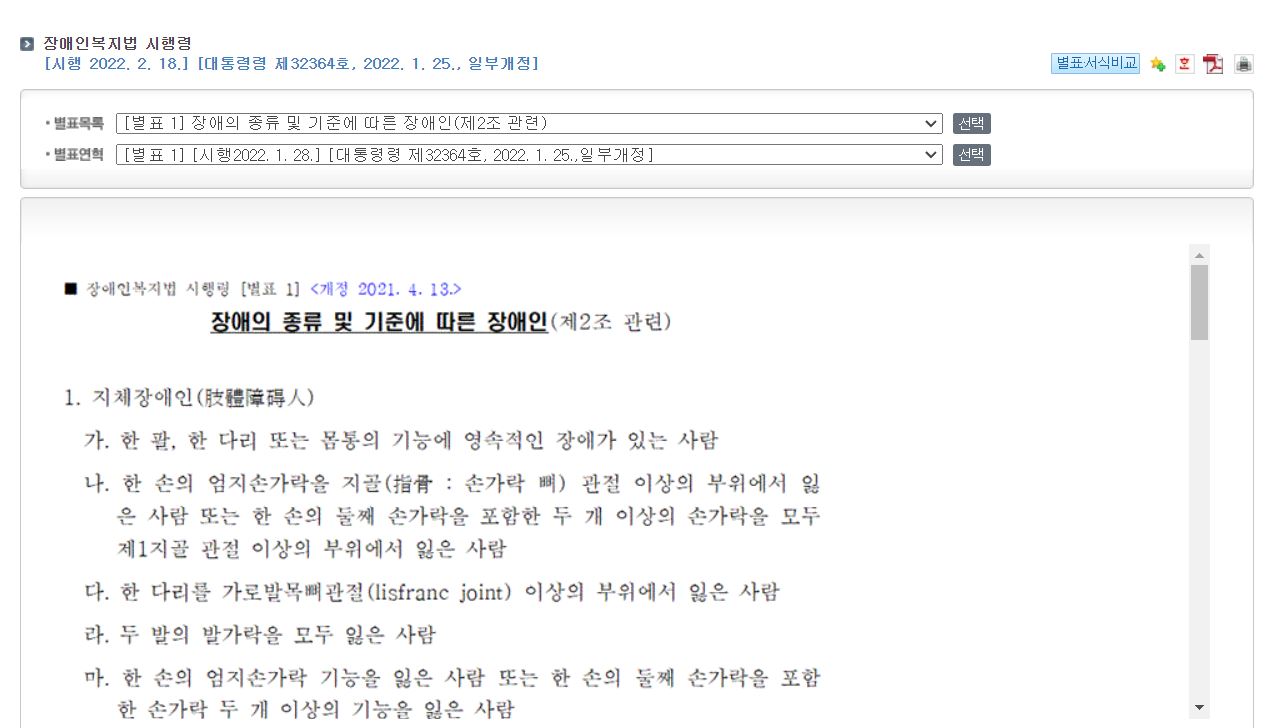 장애인복지법 시행령
[시행 2022. 2. 18.] [대통령령 제32364호, 2022. 1. 25., 일부개정]
별표·서식비교
별표목록 [별표 1] 장애의 종류 및 기준에 따른 장애인(제2조 관련) 선택
별표연혁 [별표 1] [시행2022. 1. 28.] [대통령령 제32364호, 2022. 1. 25.,일부개정] 선택
■ 장애인복지법 시행령 [별표 1] <개정 2021. 4. 13.>
장애의 종류 및 기준에 따른 장애인(제2조 관련)
1. 지체장애인(肢體障碍人)
가. 한 팔, 한 다리 또는 몸통의 기능에 영속적인 장애가 있는 사람
나. 한 손의 엄지손가락을 지골(指骨 : 손가락 뼈) 관절 이상의 부위에서 잃
은 사람 또는 한 손의 둘째 손가락을 포함한 두 개 이상의 손가락을 모두
제1지골 관절 이상의 부위에서 잃은 사람
다. 한 다리를 가로발목뼈관절(lisfranc joint) 이상의 부위에서 잃은 사람
라. 두 발의 발가락을 모두 잃은 사람
마. 한 손의 엄지손가락 기능을 잃은 사람 또는 한 손의 둘째 손가락을 포함
한 손가락 두 개 이상의 기능을 잃은 사람